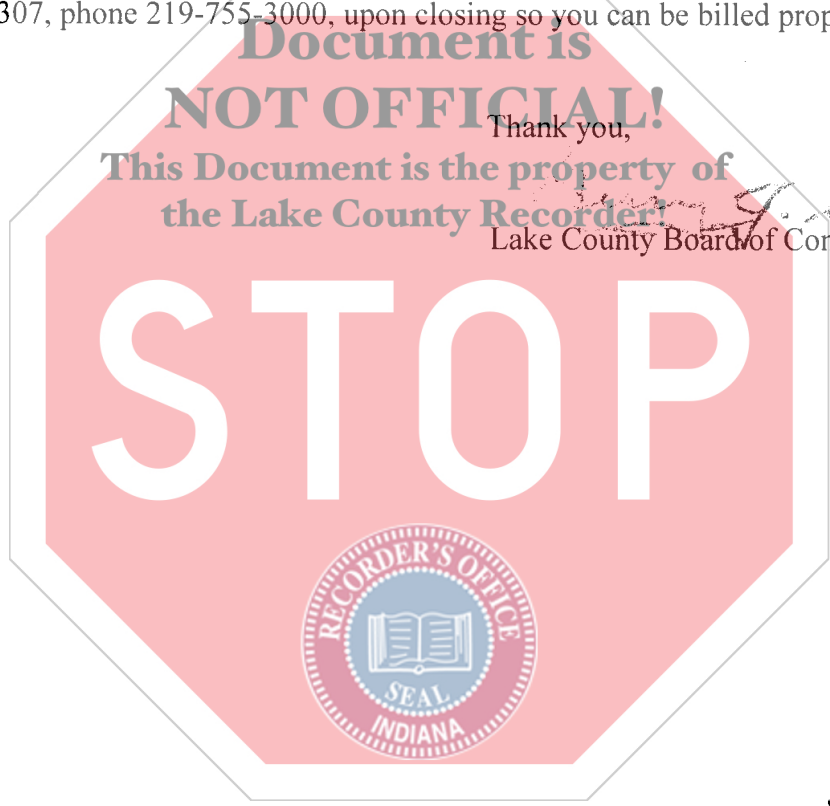 307, phone 219-755-3000, upon closing so you can be billed prop
Document is
NOT OFFICIAL!
Thank you,
This Document is the property of
the Lake County Recorder!
Lake County Board of Con
STOP
RECORDER'S OFFICE
SEAL
INDIANA